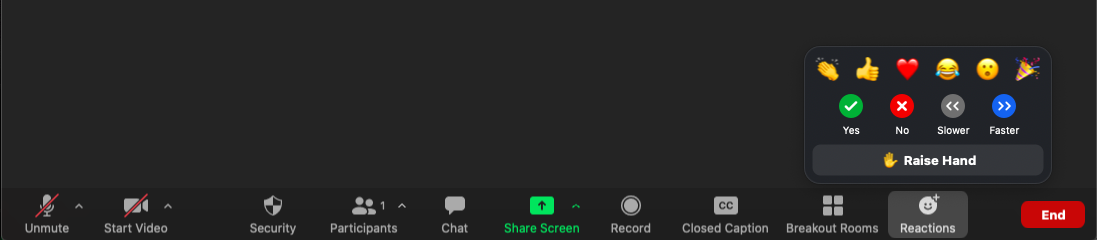 Yes No Slower Faster
Raise Hand
1
CC
Unmute Start Video Security Participants Chat Share Screen Record Closed Caption Breakout Rooms Reactions End